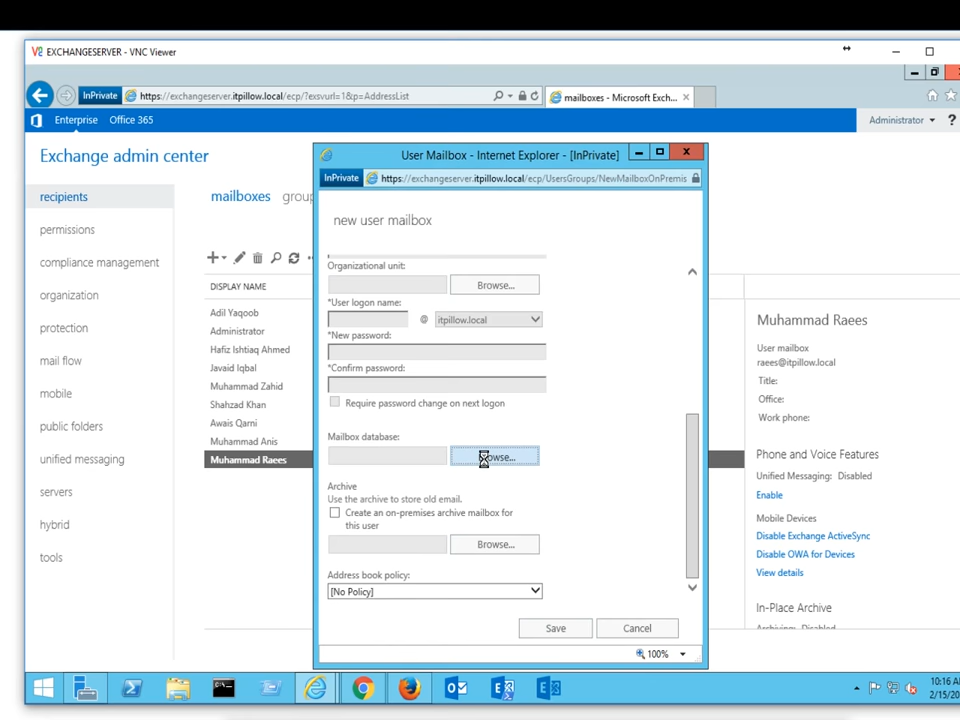 EXCHANGESERVER - VNC Viewer
InPrivate https://exchangeserver.itpillow.local/ecp/?exsvurl=1&p=AddressList
mailboxes - Microsoft Exch...
Enterprise Office 365
Administrator ?
Exchange admin center
recipients
permissions
compliance management
organization
protection
mail flow
mobile
public folders
unified messaging
servers
hybrid
tools
mailboxes
DISPLAY NAME
Adil Yaqoob
Administrator
Hafiz Ishtiaq Ahmed
Javaid Iqbal
Muhammad Zahid
Shahzad Khan
Awais Qarni
Muhammad Anis
Muhammad Raees
User Mailbox - Internet Explorer - [InPrivate]
InPrivate https://exchangeserver.itpillow.local/ecp/UsersGroups/NewMailboxOnPremis
new user mailbox
Organizational unit:
Browse...
*User logon name:
@ itpillow.local
*New password:
*Confirm password:
Require password change on next logon
Mailbox database:
Browse...
Archive
Use the archive to store old email.
Create an on-premises archive mailbox for
this user
Browse...
Address book policy:
[No Policy]
Save Cancel
100%
Muhammad Raees
User mailbox
raees@itpillow.local
Title:
Office:
Work phone:
Phone and Voice Features
Unified Messaging: Disabled
Enable
Mobile Devices
Disable Exchange ActiveSync
Disable OWA for Devices
View details
In-Place Archive
Archiving: Disabled
10:16 AM